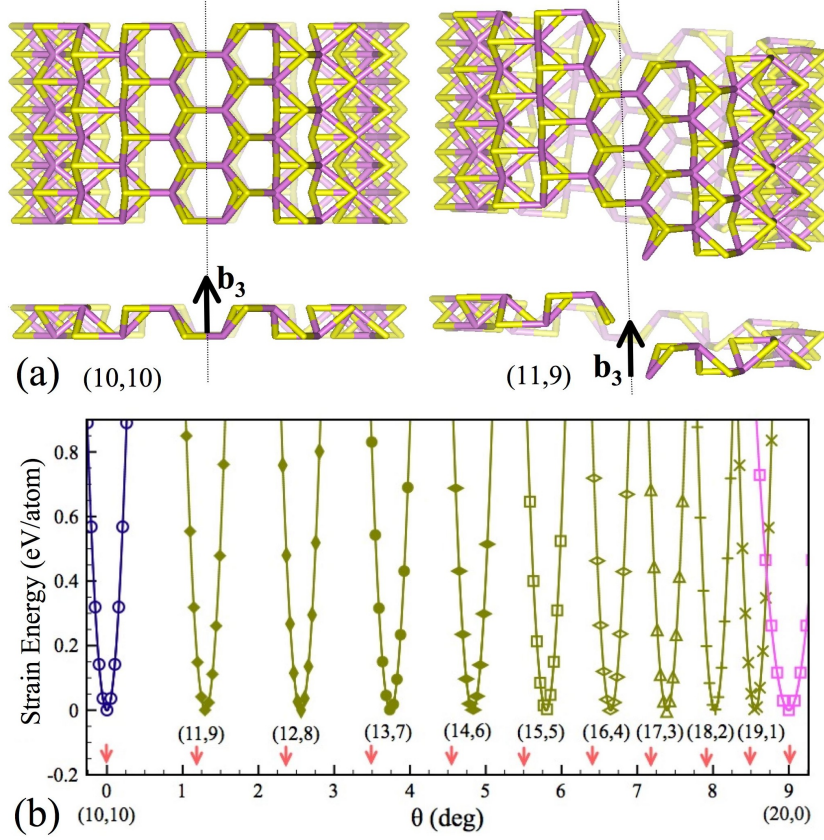 b₃
b₃
(a)
(10,10)
(11,9)
Strain Energy (eV/atom)
0.8
0.6
0.4
0.2
0
-0.2
(11,9)
(12,8)
(13,7)
(14,6)
(15,5)
(16,4)
(17,3)
(18,2)
(19,1)
0 1 2 3 4 5 6 7 8 9
(b)
(10,10)
θ (deg)
(20,0)